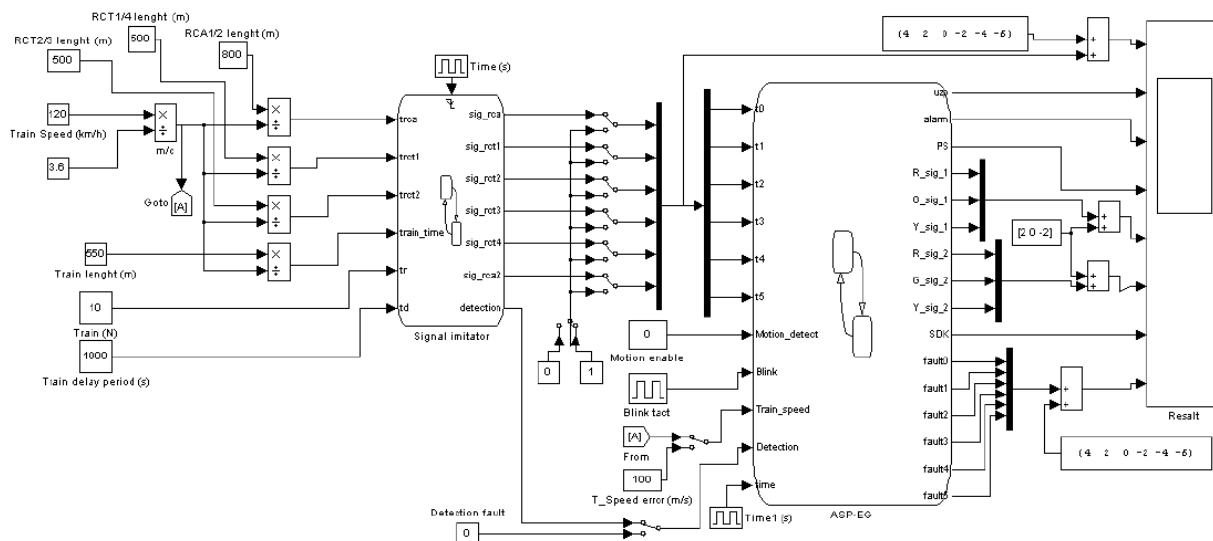 RCT1/4 lenght (m)
RCT2/3 lenght (m)
500
RCA1/2 lenght (m)
500
800
Time (s)
120
Train Speed (km/h)
3.6
m/c
Goto
[A]
550
Train lenght (m)
10
Train (N)
1000
Train delay period (s)
trca
trct1
trct2
train_time
tr
td
sig_rca
sig_rct1
sig_rct2
sig_rct3
sig_rct4
sig_rca2
detection
Signal imitator
0
1
0
Motion enable
Blink tact
[A]
From
100
T_Speed error (m/s)
Detection fault
0
Time1 (s)
t0
t1
t2
t3
t4
t5
Motion_detect
Blink
Train_speed
Detection
time
uzp
alarm
PS
R_sig_1
O_sig_1
Y_sig_1
R_sig_2
G_sig_2
Y_sig_2
SDK
fault0
fault1
fault2
fault3
fault4
fault5
ASP-EG
(4 2 0 -2 -4 -6)
[2 0 -2]
(4 2 0 -2 -4 -6)
Resalt